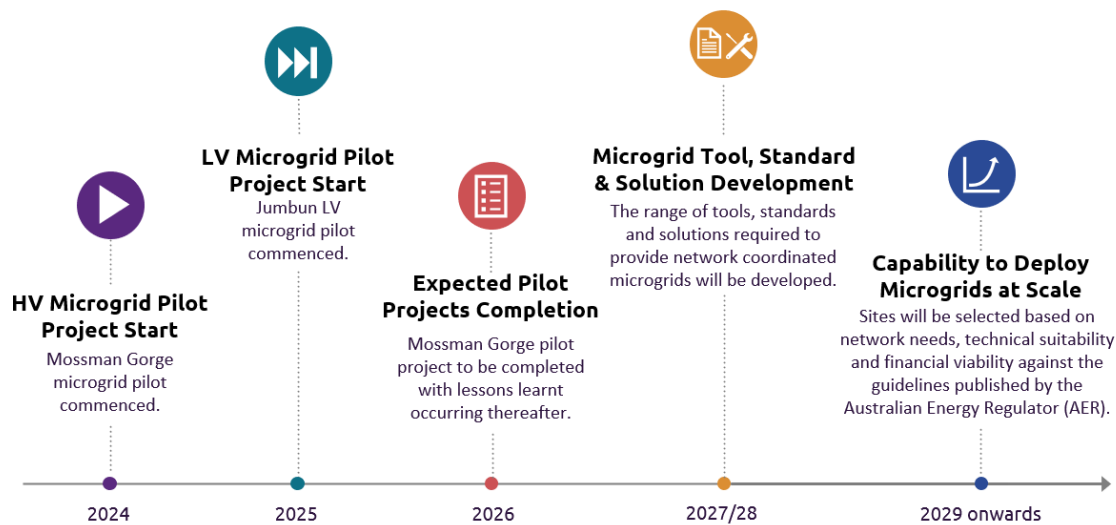 HV Microgrid Pilot
Project Start
Mossman Gorge
microgrid pilot
commenced.
LV Microgrid Pilot
Project Start
Jumbun LV
microgrid pilot
commenced.
Expected Pilot
Projects Completion
Mossman Gorge pilot
project to be completed
with lessons learnt
occurring thereafter.
Microgrid Tool, Standard
& Solution Development
The range of tools, standards
and solutions required to
provide network coordinated
microgrids will be developed.
Capability to Deploy
Microgrids at Scale
Sites will be selected based on
network needs, technical suitability
and financial viability against the
guidelines published by the
Australian Energy Regulator (AER).
2024
2025
2026
2027/28
2029 onwards